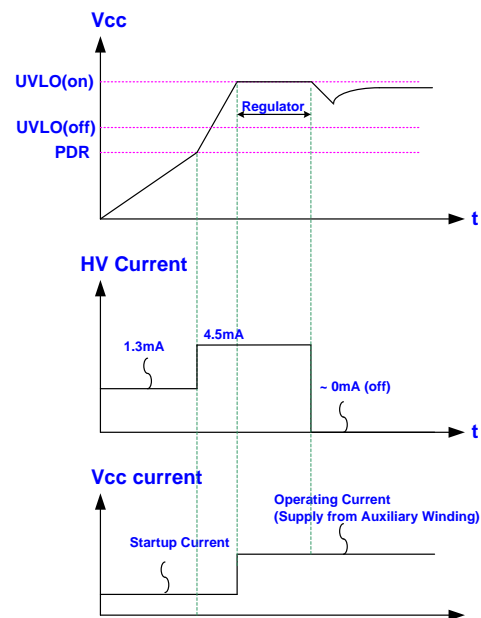 Vcc
UVLO(on)
Regulator
UVLO(off)
PDR
t
HV Current
4.5mA
1.3mA
~ 0mA (off)
t
Vcc current
Operating Current
(Supply from Auxiliary Winding)
Startup Current